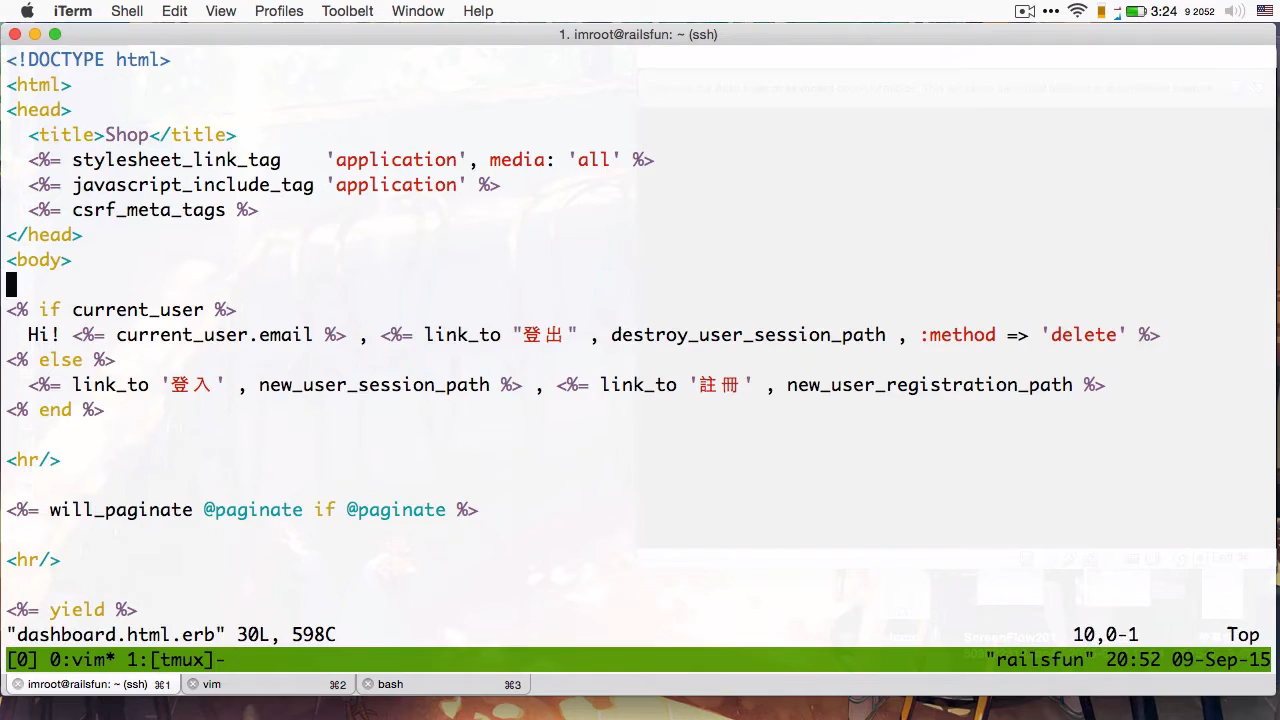 iTerm Shell Edit View Profiles Toolbelt Window Help 3:24 9 2052
1. imroot@railsfun: ~ (ssh)
<!DOCTYPE html>
<html>
<head>
  <title>Shop</title>
  <%= stylesheet_link_tag    'application', media: 'all' %>
  <%= javascript_include_tag 'application' %>
  <%= csrf_meta_tags %>
</head>
<body>
<% if current_user %>
  Hi! <%= current_user.email %> , <%= link_to "登出" , destroy_user_session_path , :method => 'delete' %>
<% else %>
  <%= link_to '登入' , new_user_session_path %> , <%= link_to '註冊' , new_user_registration_path %>
<% end %>
<hr/>
<%= will_paginate @paginate if @paginate %>
<hr/>
<%= yield %>
"dashboard.html.erb" 30L, 598C 10,0-1 Top
[0] 0:vim* 1:[tmux]- "railsfun" 20:52 09-Sep-15
imroot@railsfun: ~ (ssh) ⌘1 vim ⌘2 bash ⌘3